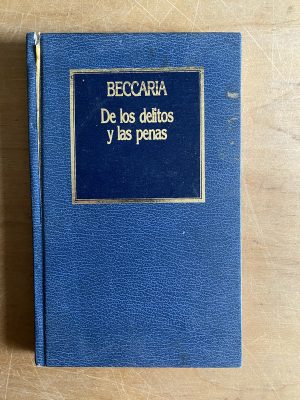 BECCARIA
De los delitos
y las penas